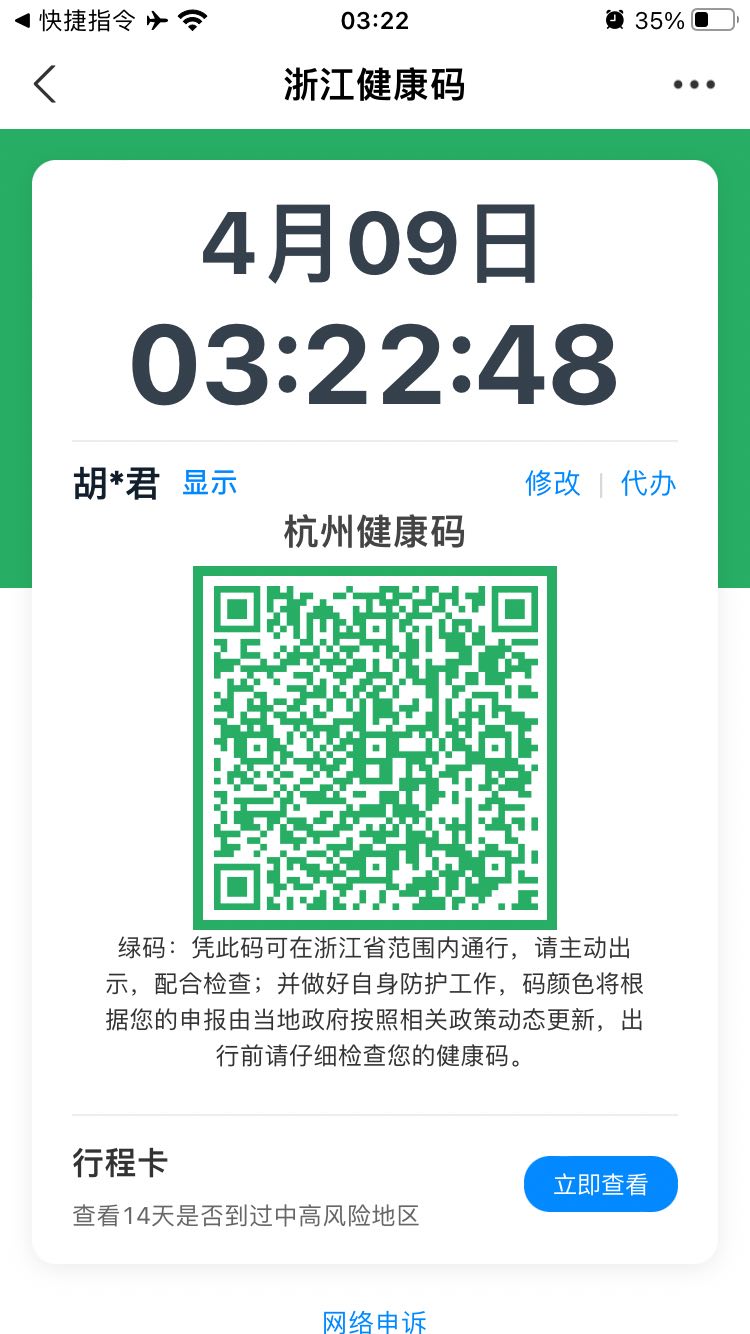 快捷指令 03:22 35%
浙江健康码
4月09日
03:22:48
胡*君 显示 修改 | 代办
杭州健康码
绿码：凭此码可在浙江省范围内通行，请主动出
示，配合检查；并做好自身防护工作，码颜色将根
据您的申报由当地政府按照相关政策动态更新，出
行前请仔细检查您的健康码。
行程卡
立即查看
查看14天是否到过中高风险地区
网络申诉